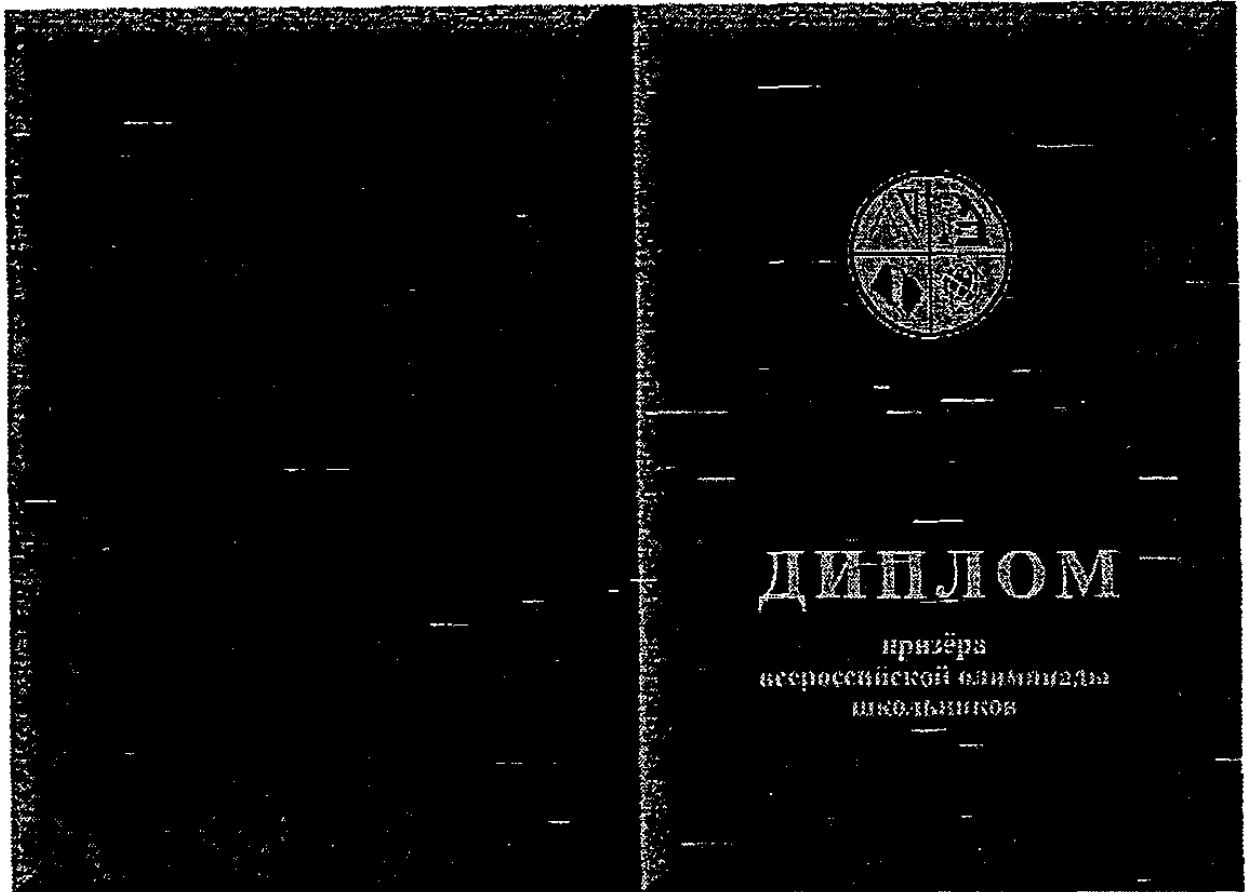 ДИПЛОМ
призёра
всероссийской олимпиады
школьников